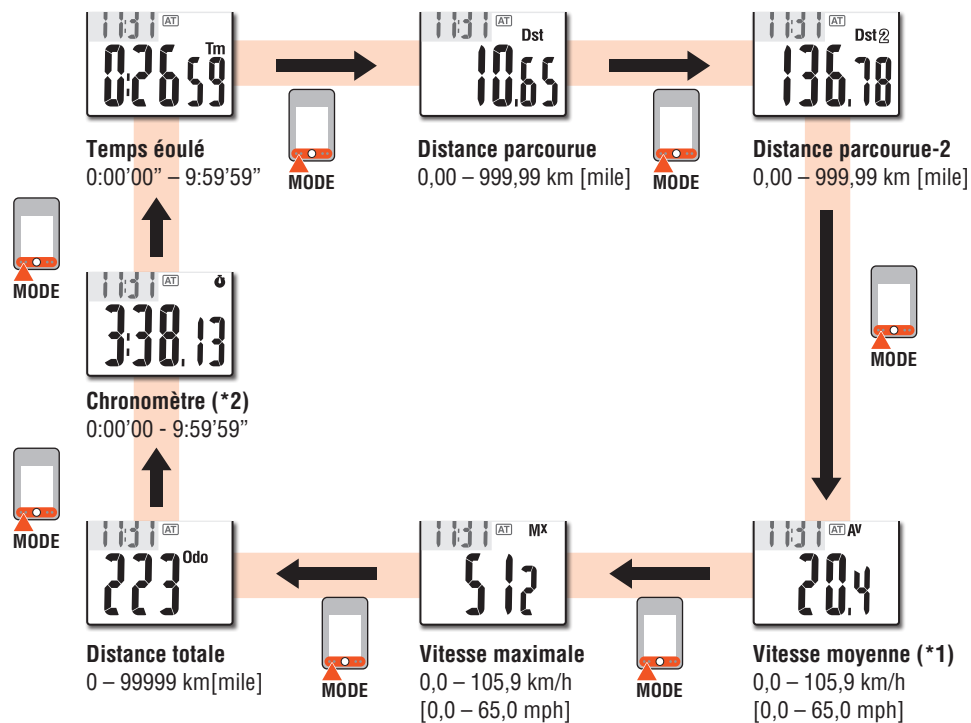 11:31 AT
Tm
0:26 59
Temps éoulé
0:00’00” – 9:59’59”
MODE
11:31 AT
Dst
10.65
Distance parcourue
0,00 – 999,99 km [mile]
MODE
11:31 AT
Dst2
136.78
Distance parcourue-2
0,00 – 999,99 km [mile]
MODE
11:31 AT Av
20.4
Vitesse moyenne (*1)
0,0 – 105,9 km/h
[0,0 – 65,0 mph]
MODE
11:31 AT Mx
512
Vitesse maximale
0,0 – 105,9 km/h
[0,0 – 65,0 mph]
MODE
11:31 AT
Odo
223
Distance totale
0 – 99999 km[mile]
MODE
11:31 AT
3:38.13
Chronomètre (*2)
0:00’00 - 9:59’59”
MODE